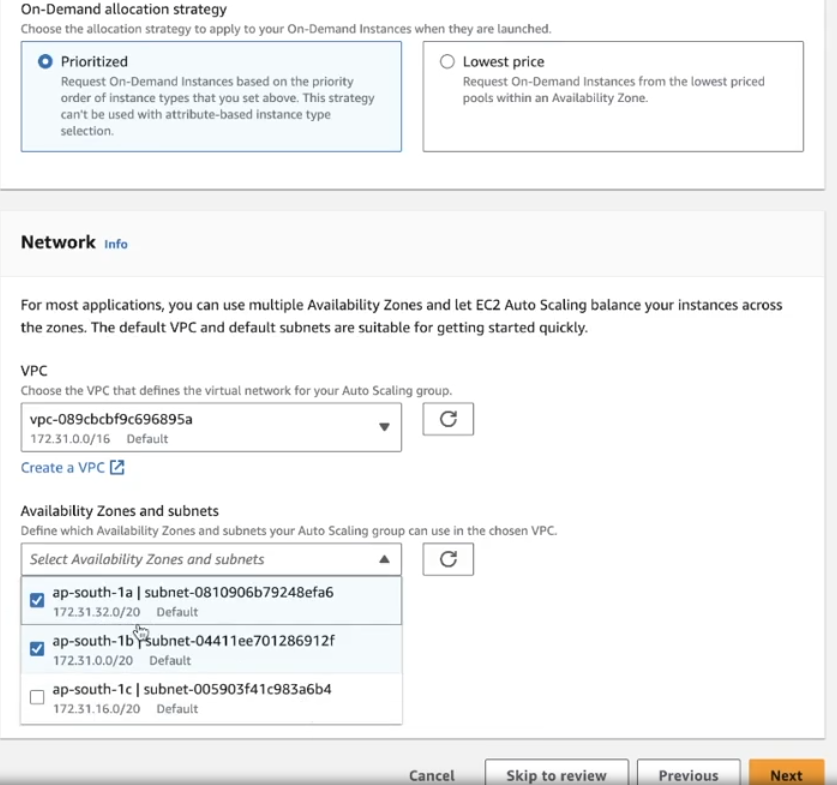 On-Demand allocation strategy
Choose the allocation strategy to apply to your On-Demand Instances when they are launched.
Prioritized
Request On-Demand Instances based on the priority
order of instance types that you set above. This strategy
can't be used with attribute-based instance type
selection.
Lowest price
Request On-Demand Instances from the lowest priced
pools within an Availability Zone.
Network Info
For most applications, you can use multiple Availability Zones and let EC2 Auto Scaling balance your instances across
the zones. The default VPC and default subnets are suitable for getting started quickly.
VPC
Choose the VPC that defines the virtual network for your Auto Scaling group.
vpc-089cbcbf9c696895a
172.31.0.0/16 Default
Create a VPC
Availability Zones and subnets
Define which Availability Zones and subnets your Auto Scaling group can use in the chosen VPC.
Select Availability Zones and subnets
ap-south-1a | subnet-0810906b79248efa6
172.31.32.0/20 Default
ap-south-1b | subnet-04411ee701286912f
172.31.0.0/20 Default
ap-south-1c | subnet-005903f41c983a6b4
172.31.16.0/20 Default
Cancel
Skip to review
Previous
Next